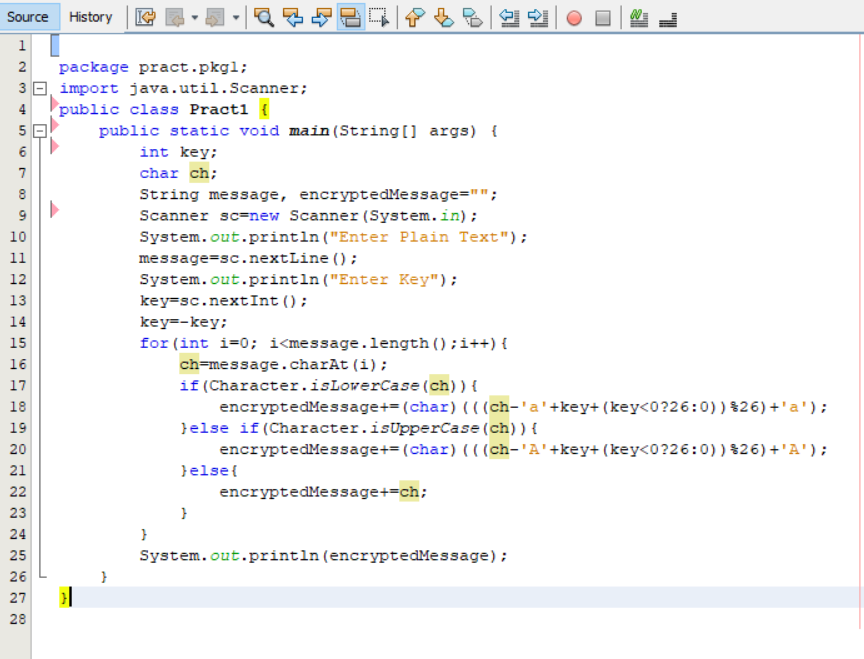 Source History
1
2 package pract.pkg1;
3 import java.util.Scanner;
4 public class Pract1 {
5 public static void main(String[] args) {
6 int key;
7 char ch;
8 String message, encryptedMessage="";
9 Scanner sc=new Scanner(System.in);
10 System.out.println("Enter Plain Text");
11 message=sc.nextLine();
12 System.out.println("Enter Key");
13 key=sc.nextInt();
14 key=-key;
15 for(int i=0; i<message.length();i++){
16 ch=message.charAt(i);
17 if(Character.isLowerCase(ch)){
18 encryptedMessage+=(char)(((ch-'a'+key+(key<0?26:0))%26)+'a');
19 }else if(Character.isUpperCase(ch)){
20 encryptedMessage+=(char)(((ch-'A'+key+(key<0?26:0))%26)+'A');
21 }else{
22 encryptedMessage+=ch;
23 }
24 }
25 System.out.println(encryptedMessage);
26 }
27 }
28